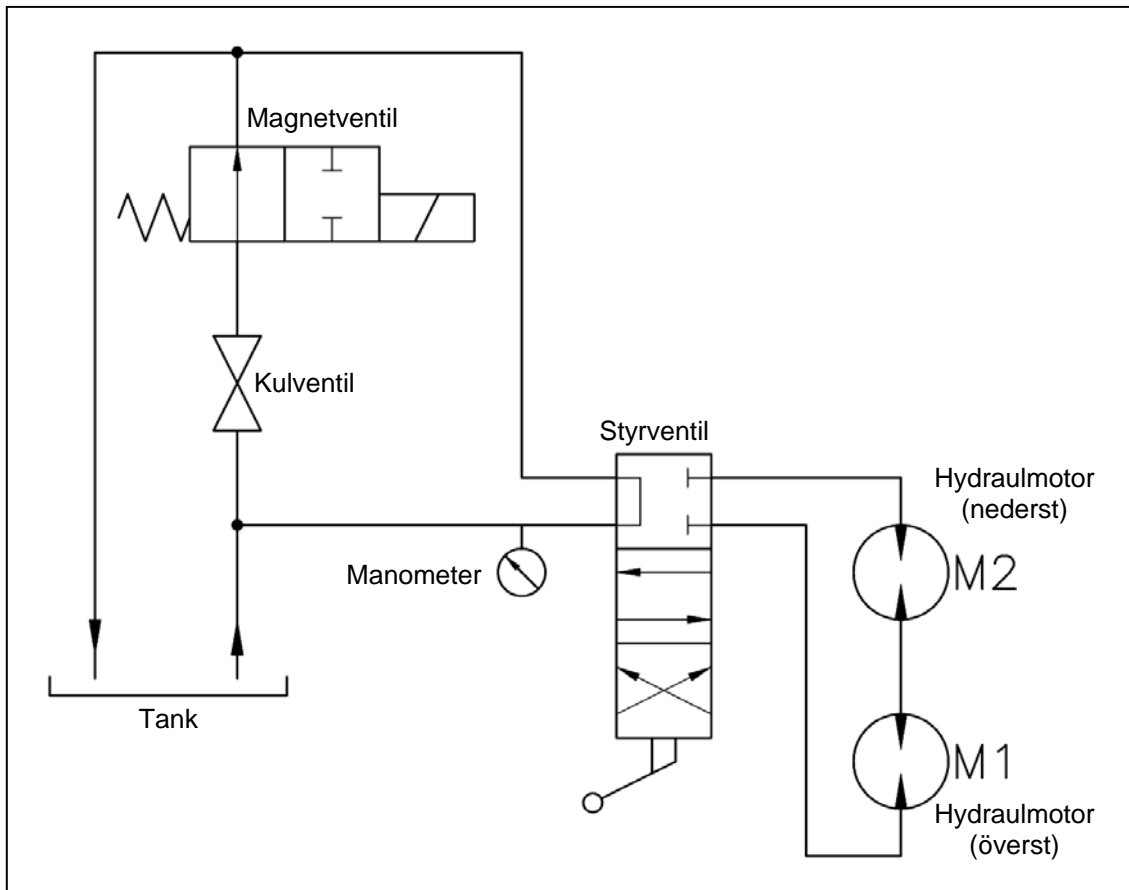 Magnetventil
Kulventil
Styrventil
Hydraulmotor
(nederst)
Manometer
M2
Tank
M1
Hydraulmotor
(överst)